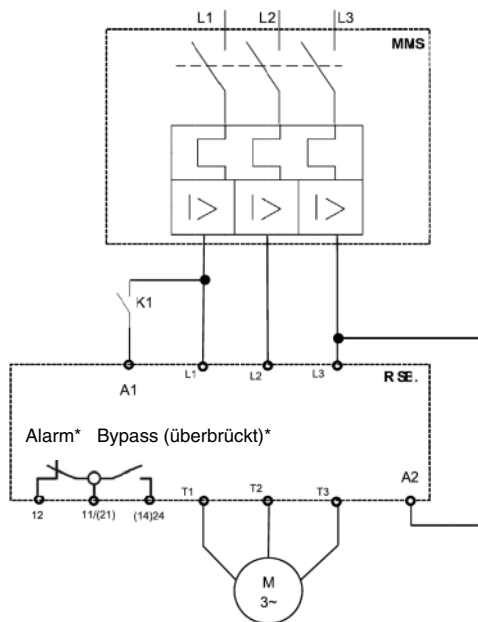 L1 L2 L3
MMS
I> I> I>
K1
A1 L1 L2 L3 RSE.
Alarm* Bypass (überbrückt)*
A2
12 11/(21) (14)24 T1 T2 T3
M
3~